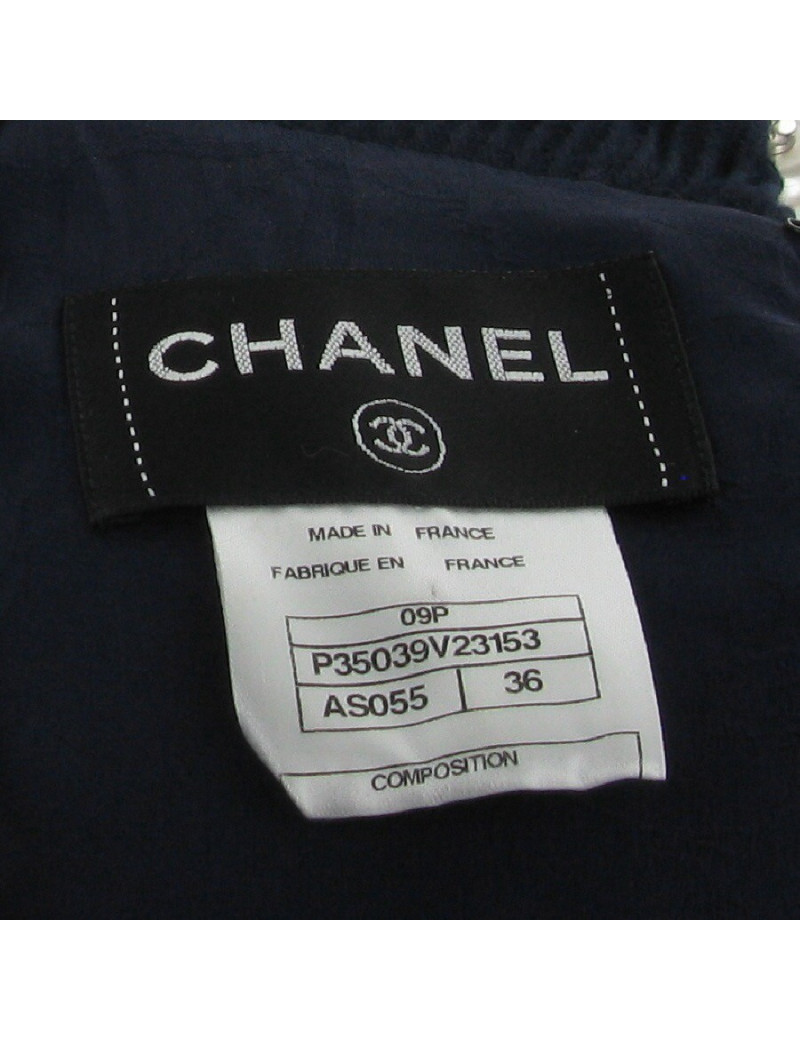 CHANEL
MADE IN FRANCE
FABRIQUE EN FRANCE
09P
P35039V23153
AS055 36
COMPOSITION